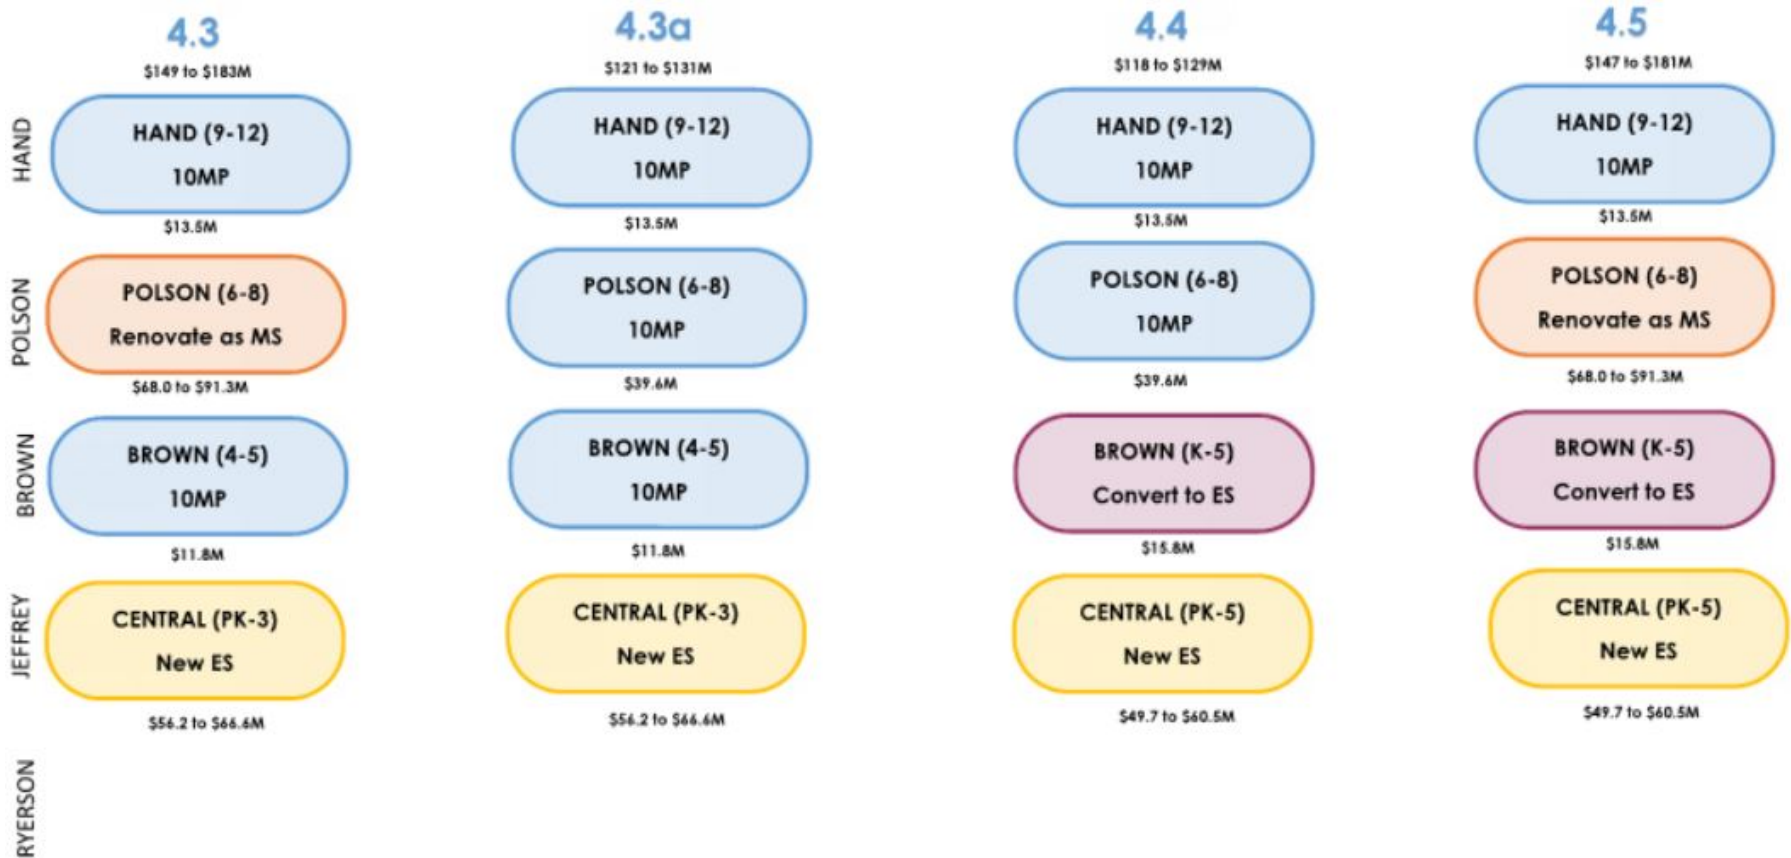 4.3
4.3a
4.4
4.5
$149 to $183M
$121 to $131M
$118 to $129M
$147 to $181M
HAND
HAND (9-12)
10MP
$13.5M
HAND (9-12)
10MP
$13.5M
HAND (9-12)
10MP
$13.5M
HAND (9-12)
10MP
$13.5M
POLSON
POLSON (6-8)
Renovate as MS
$68.0 to $91.3M
POLSON (6-8)
10MP
$39.6M
POLSON (6-8)
10MP
$39.6M
POLSON (6-8)
Renovate as MS
$68.0 to $91.3M
BROWN
BROWN (4-5)
10MP
$11.8M
BROWN (4-5)
10MP
$11.8M
BROWN (K-5)
Convert to ES
$15.8M
BROWN (K-5)
Convert to ES
$15.8M
JEFFREY
CENTRAL (PK-3)
New ES
$56.2 to $66.6M
CENTRAL (PK-3)
New ES
$56.2 to $66.6M
CENTRAL (PK-5)
New ES
$49.7 to $60.5M
CENTRAL (PK-5)
New ES
$49.7 to $60.5M
RYERSON